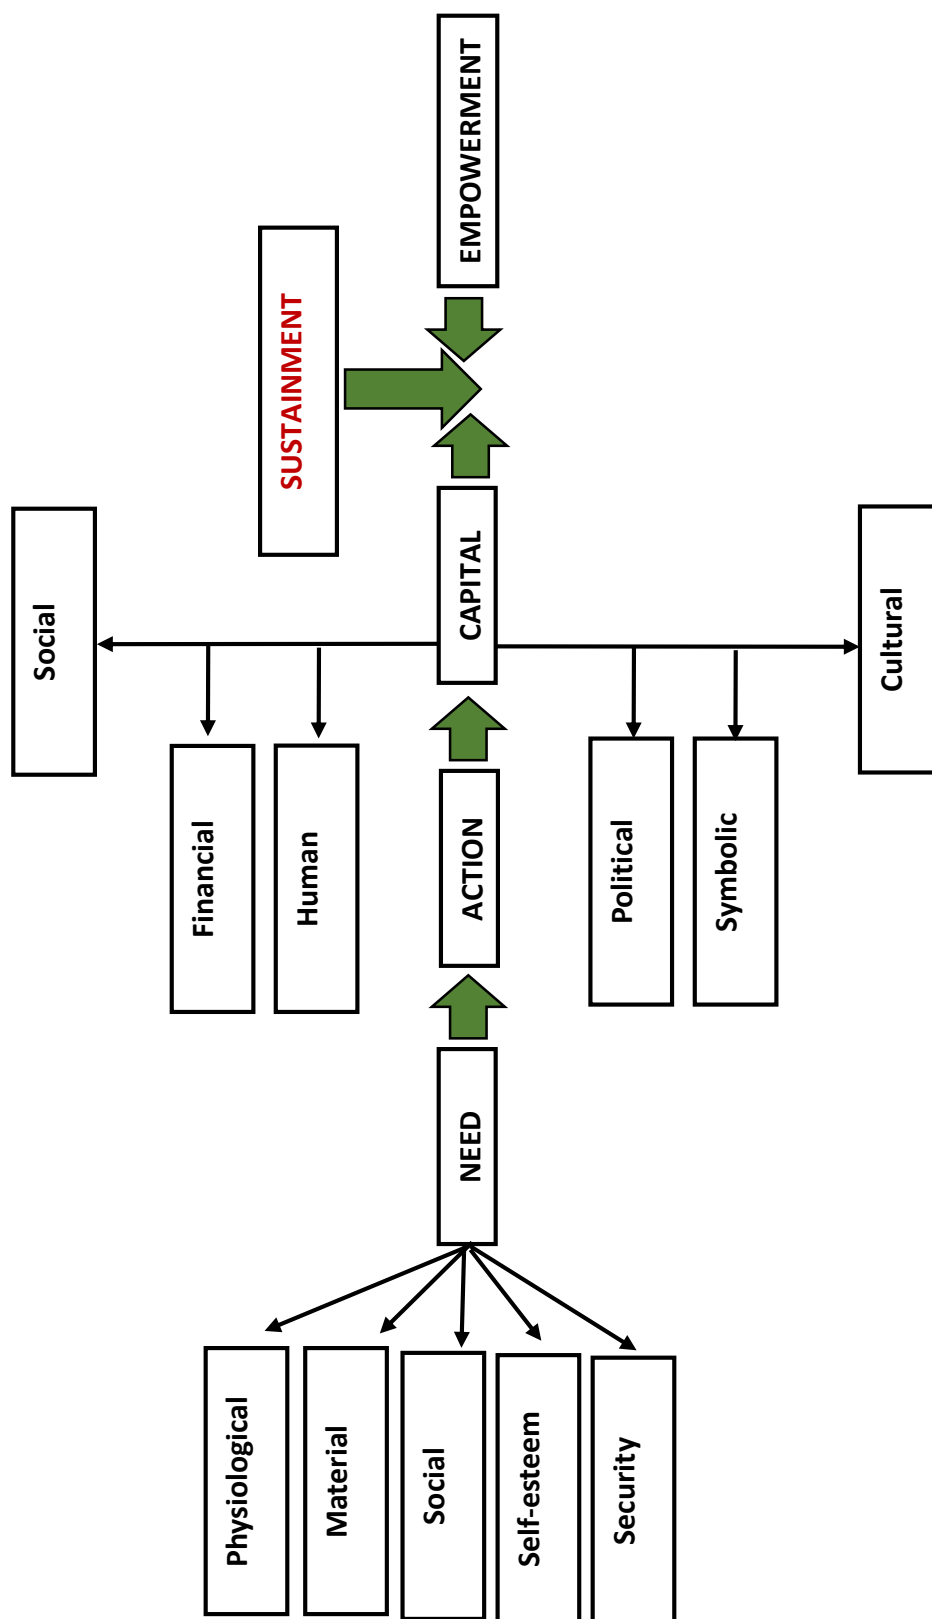 Social
Cultural
Financial
Human
Political
Symbolic
SUSTAINMENT
EMPOWERMENT
CAPITAL
ACTION
NEED
Physiological
Material
Social
Self-esteem
Security